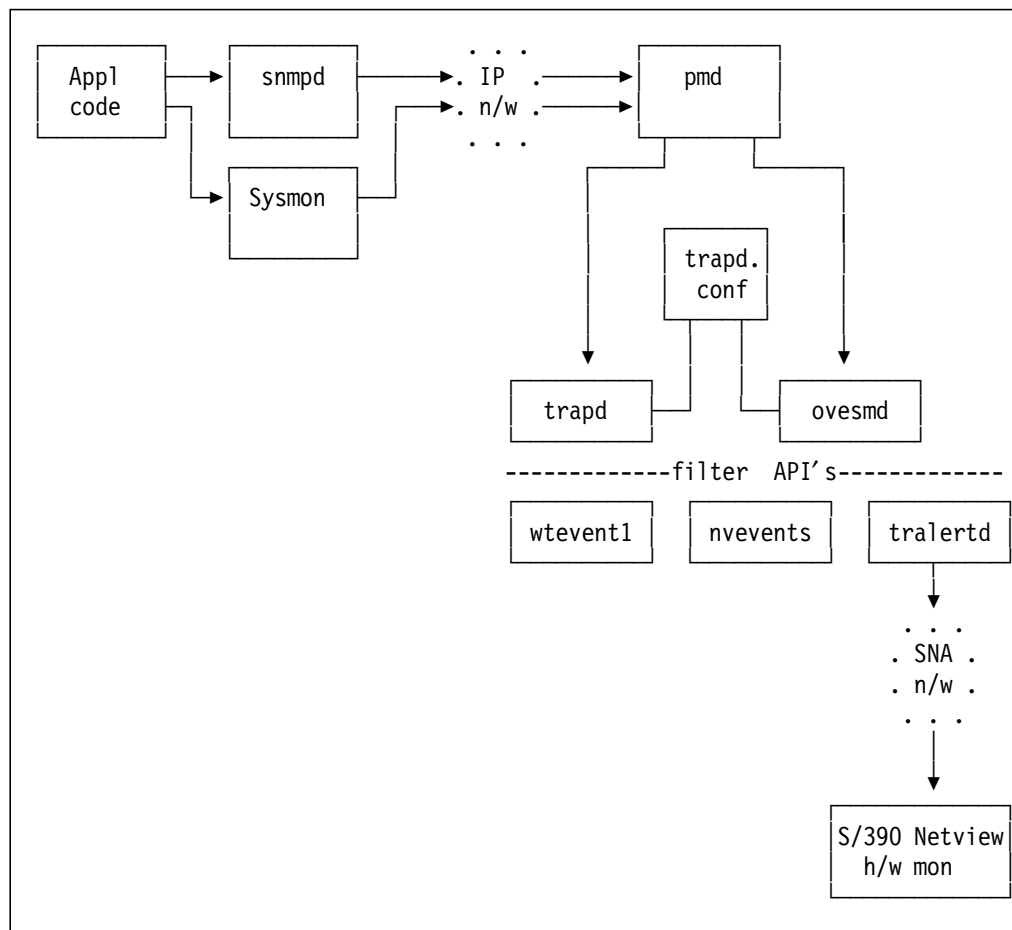 Appl
code
snmpd
Sysmon
. . .
. IP .
. n/w .
. . .
pmd
trapd.
conf
trapd
ovesmd
-------------filter API's-------------
wtevent1
nvevents
tralertd
. . .
. SNA .
. n/w .
. . .
S/390 Netview
h/w mon